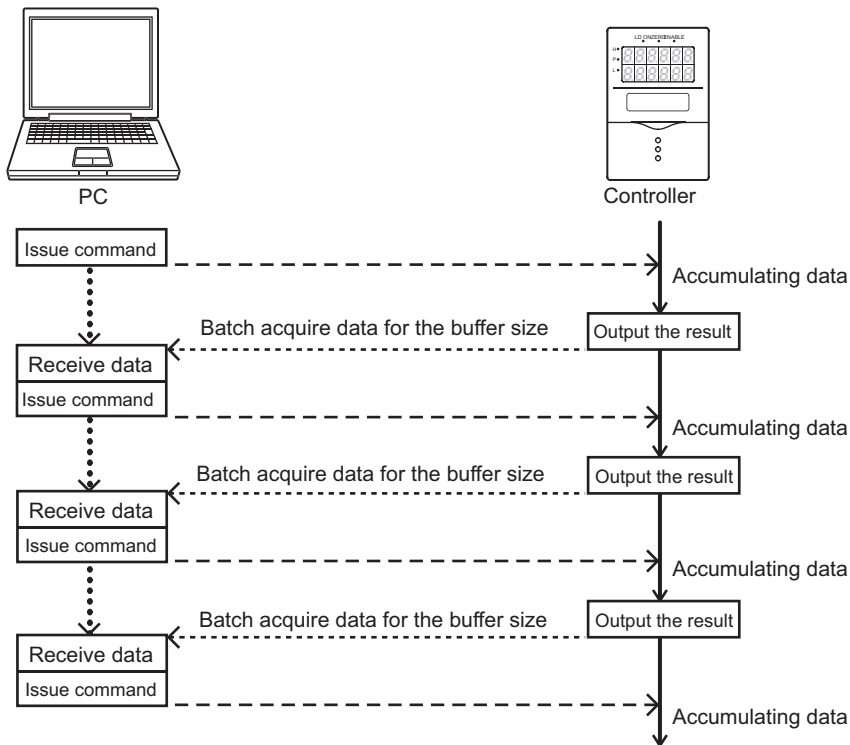 LD ONZEROENABLE
H
P
L
PC
Controller
Issue command
Accumulating data
Batch acquire data for the buffer size
Output the result
Receive data
Issue command
Accumulating data
Batch acquire data for the buffer size
Output the result
Receive data
Issue command
Accumulating data
Batch acquire data for the buffer size
Output the result
Receive data
Issue command
Accumulating data